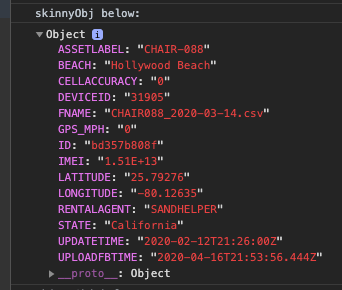 skinnyObj below:
▼Object i
ASSETLABEL: "CHAIR-088"
BEACH: "Hollywood Beach"
CELLACCURACY: "0"
DEVICEID: "31905"
FNAME: "CHAIR088_2020-03-14.csv"
GPS_MPH: "0"
ID: "bd357b808f"
IMEI: "1.51E+13"
LATITUDE: "25.79276"
LONGITUDE: "-80.12635"
RENTALAGENT: "SANDHELPER"
STATE: "California"
UPDATETIME: "2020-02-12T21:26:00Z"
UPLOADFBTIME: "2020-04-16T21:53:56.444Z"
▶__proto__: Object